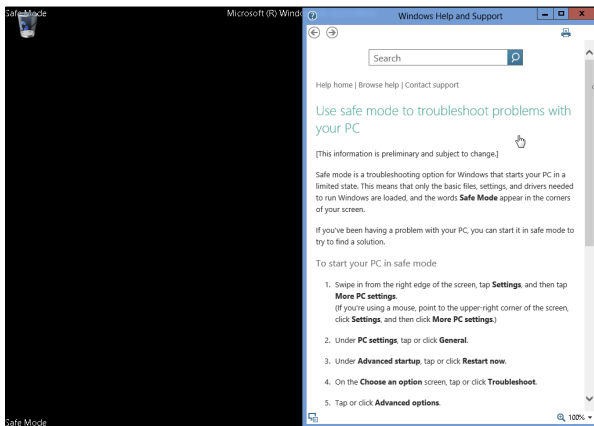 Safe Mode
Microsoft (R) Windo
Windows Help and Support
Search
Help home | Browse help | Contact support
Use safe mode to troubleshoot problems with
your PC
[This information is preliminary and subject to change.]
Safe mode is a troubleshooting option for Windows that starts your PC in a
limited state. This means that only the basic files, settings, and drivers needed
to run Windows are loaded, and the words Safe Mode appear in the corners
of your screen.
If you've been having a problem with your PC, you can start it in safe mode to
try to find a solution.
To start your PC in safe mode
1. Swipe in from the right edge of the screen, tap Settings, and then tap
More PC settings.
(If you're using a mouse, point to the upper-right corner of the screen,
click Settings, and then click More PC settings.)
2. Under PC settings, tap or click General.
3. Under Advanced startup, tap or click Restart now.
4. On the Choose an option screen, tap or click Troubleshoot.
5. Tap or click Advanced options.
100%
Safe Mode